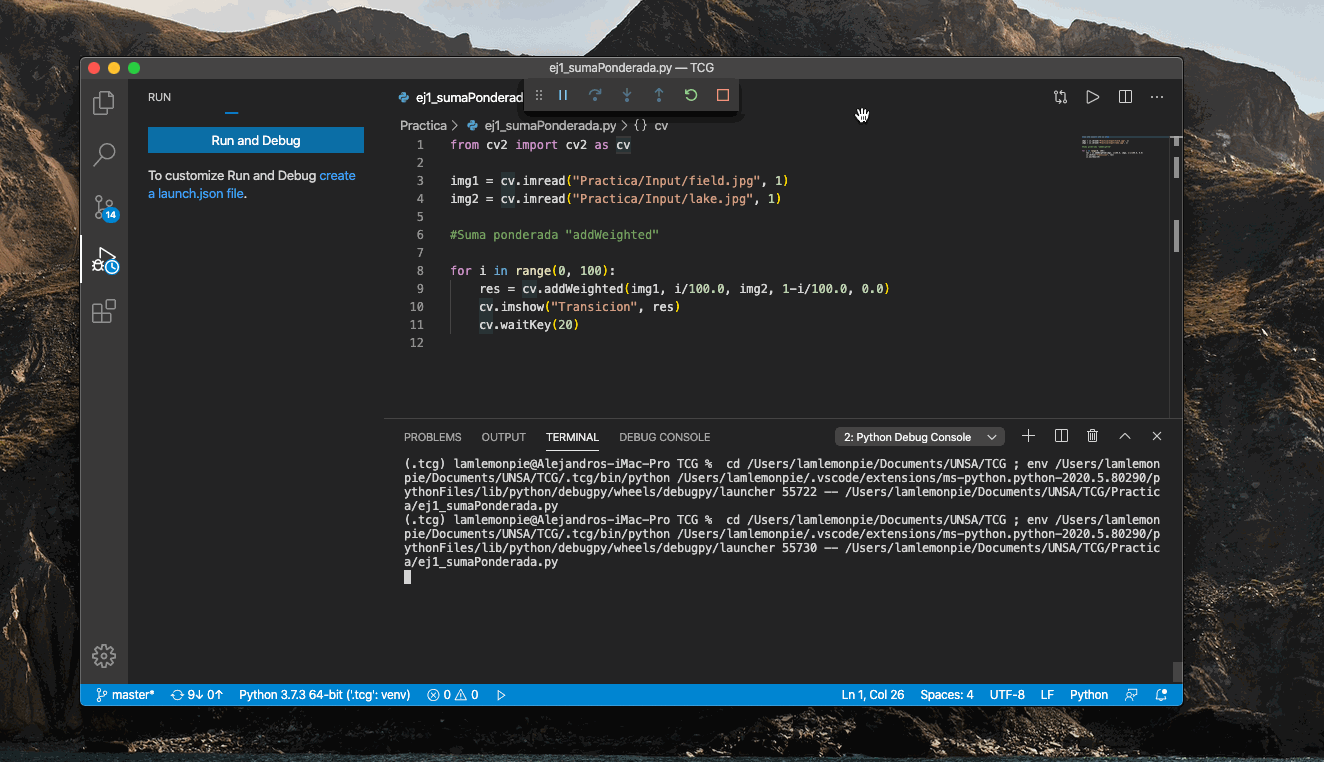 ej1_sumaPonderada.py — TCG
RUN
Run and Debug
To customize Run and Debug create
a launch.json file.
14
ej1_sumaPonderad
Practica > ej1_sumaPonderada.py > {} cv
1 from cv2 import cv2 as cv
2
3 img1 = cv.imread("Practica/Input/field.jpg", 1)
4 img2 = cv.imread("Practica/Input/lake.jpg", 1)
5
6 #Suma ponderada "addWeighted"
7
8 for i in range(0, 100):
9 res = cv.addWeighted(img1, i/100.0, img2, 1-i/100.0, 0.0)
10 cv.imshow("Transicion", res)
11 cv.waitKey(20)
12
PROBLEMS OUTPUT TERMINAL DEBUG CONSOLE 2: Python Debug Console
(.tcg) lamlemonpie@Alejandros-iMac-Pro TCG % cd /Users/lamlemonpie/Documents/UNSA/TCG ; env /Users/lamlemon
pie/Documents/UNSA/TCG/.tcg/bin/python /Users/lamlemonpie/.vscode/extensions/ms-python.python-2020.5.80290/p
ythonFiles/lib/python/debugpy/wheels/debugpy/launcher 55722 -- /Users/lamlemonpie/Documents/UNSA/TCG/Practic
a/ej1_sumaPonderada.py
(.tcg) lamlemonpie@Alejandros-iMac-Pro TCG % cd /Users/lamlemonpie/Documents/UNSA/TCG ; env /Users/lamlemon
pie/Documents/UNSA/TCG/.tcg/bin/python /Users/lamlemonpie/.vscode/extensions/ms-python.python-2020.5.80290/p
ythonFiles/lib/python/debugpy/wheels/debugpy/launcher 55730 -- /Users/lamlemonpie/Documents/UNSA/TCG/Practic
a/ej1_sumaPonderada.py
master* 9↓ 0↑ Python 3.7.3 64-bit ('.tcg': venv) 0 0 Ln 1, Col 26 Spaces: 4 UTF-8 LF Python